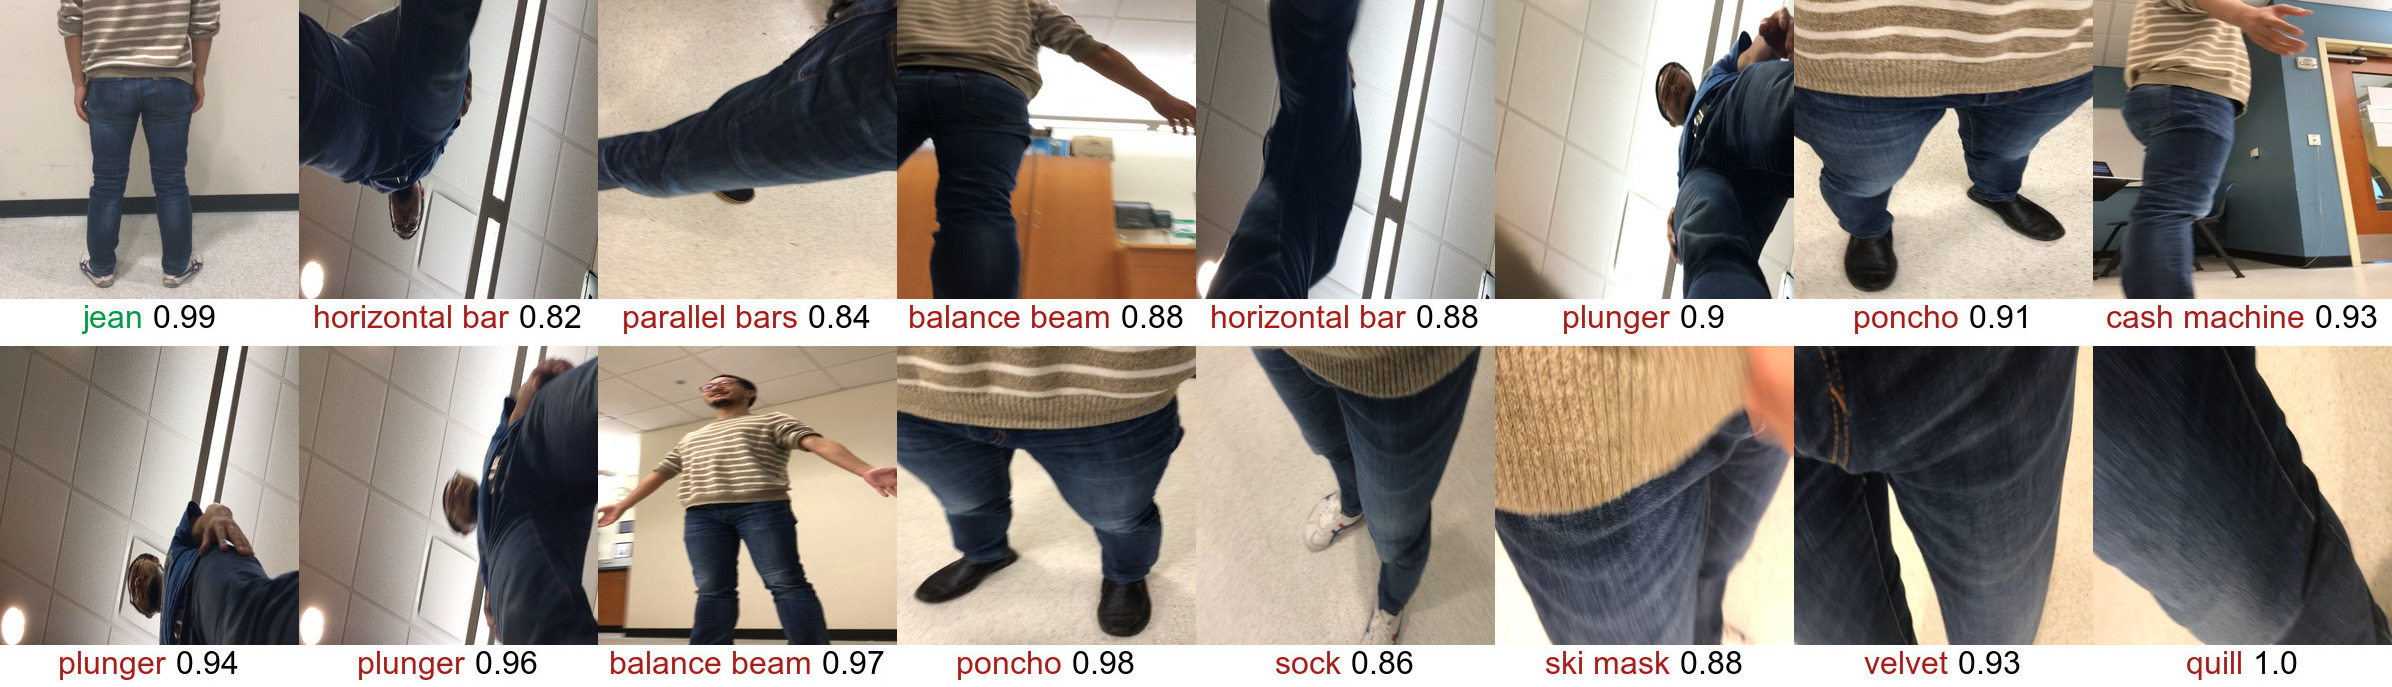 jean 0.99
horizontal bar 0.82
parallel bars 0.84
balance beam 0.88
horizontal bar 0.88
plunger 0.9
poncho 0.91
cash machine 0.93
plunger 0.94
plunger 0.96
balance beam 0.97
poncho 0.98
sock 0.86
ski mask 0.88
velvet 0.93
quill 1.0